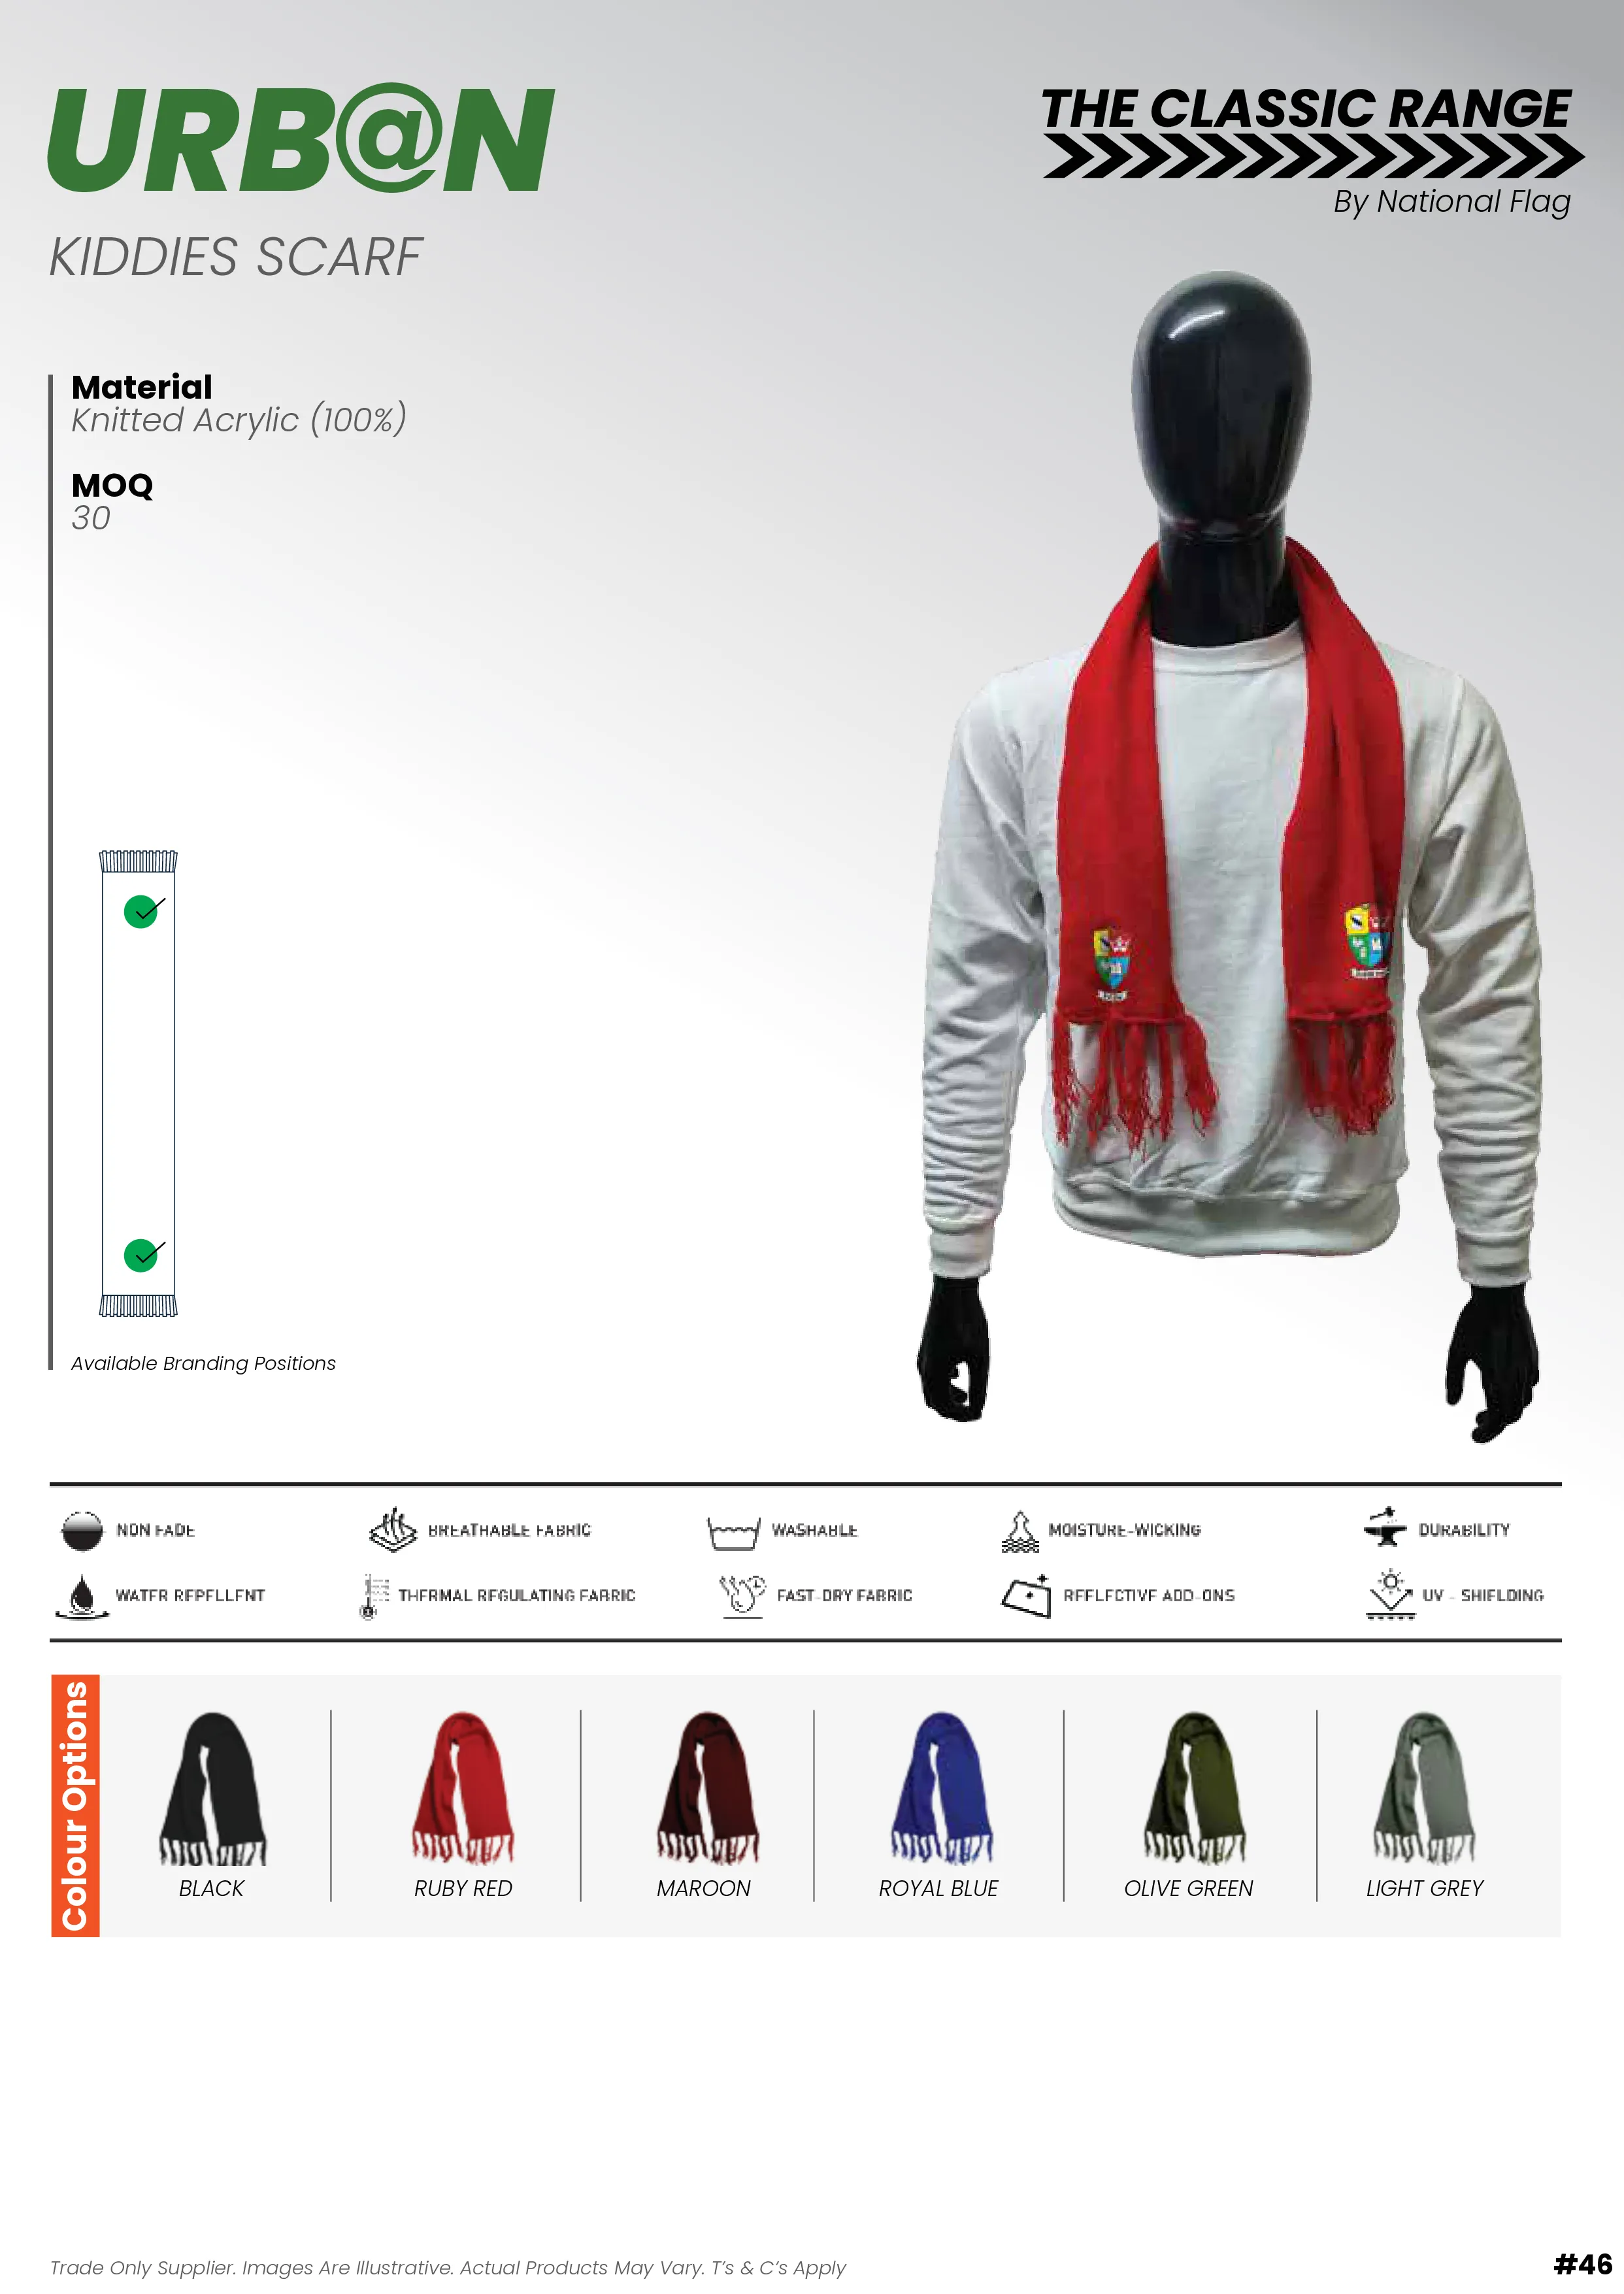 URB@N
THE CLASSIC RANGE
By National Flag
KIDDIES SCARF
Material
Knitted Acrylic (100%)
MOQ
30
Available Branding Positions
NON FADE
BREATHABLE FABRIC
WASHABLE
MOISTURE-WICKING
DURABILITY
WATER REPELLENT
THERMAL REGULATING FABRIC
FAST-DRY FABRIC
REFLECTIVE ADD-ONS
UV - SHIELDING
Colour Options
BLACK
RUBY RED
MAROON
ROYAL BLUE
OLIVE GREEN
LIGHT GREY
Trade Only Supplier. Images Are Illustrative. Actual Products May Vary. T's & C's Apply
#46